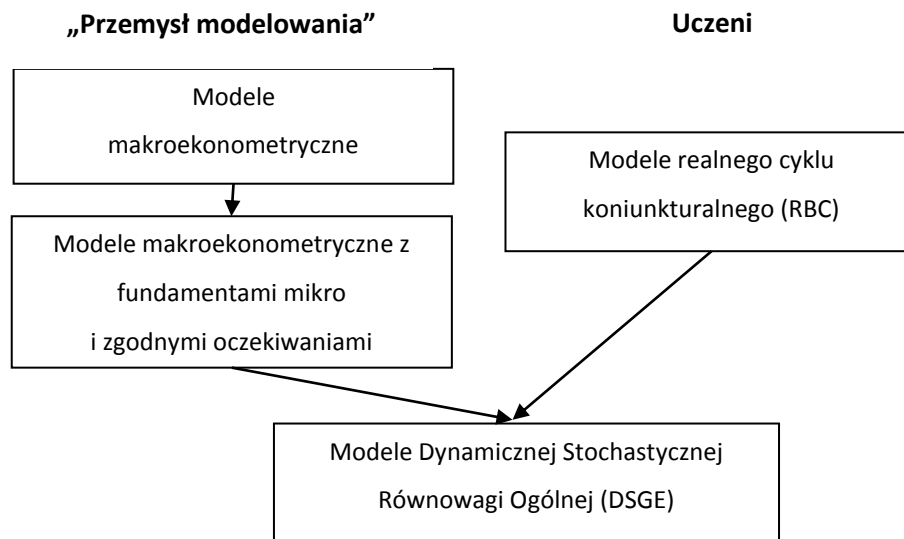 „Przemysł modelowania”
Uczeni
Modele
makroekonometryczne
Modele realnego cyklu
koniunkturalnego (RBC)
Modele makroekonometryczne z
fundamentami mikro
i zgodnymi oczekiwaniami
Modele Dynamicznej Stochastycznej
Równowagi Ogólnej (DSGE)